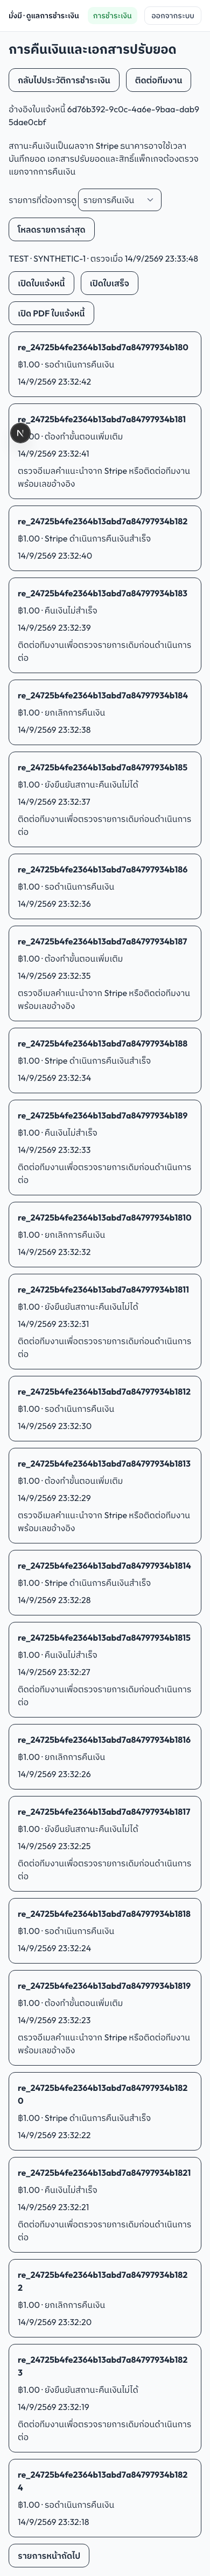 มั่งมี · ดูแลการชำระเงิน
การชำระเงิน
ออกจากระบบ
การคืนเงินและเอกสารปรับยอด
กลับไปประวัติการชำระเงิน
ติดต่อทีมงาน
อ้างอิงใบแจ้งหนี้ 6d76b392-9c0c-4a6e-9baa-dab9
5dae0cbf
สถานะคืนเงินเป็นผลจาก Stripe ธนาคารอาจใช้เวลา
บันทึกยอด เอกสารปรับยอดและสิทธิ์แพ็กเกจต้องตรวจ
แยกจากการคืนเงิน
รายการที่ต้องการดู
รายการคืนเงิน
โหลดรายการล่าสุด
TEST · SYNTHETIC-1 · ตรวจเมื่อ 14/9/2569 23:33:48
เปิดใบแจ้งหนี้
เปิดใบเสร็จ
เปิด PDF ใบแจ้งหนี้
re_24725b4fe2364b13abd7a84797934b180
฿1.00 · รอดำเนินการคืนเงิน
14/9/2569 23:32:42
re_24725b4fe2364b13abd7a84797934b181
N
00 · ต้องทำขั้นตอนเพิ่มเติม
14/9/2569 23:32:41
ตรวจอีเมลคำแนะนำจาก Stripe หรือติดต่อทีมงาน
พร้อมเลขอ้างอิง
re_24725b4fe2364b13abd7a84797934b182
฿1.00 · Stripe ดำเนินการคืนเงินสำเร็จ
14/9/2569 23:32:40
re_24725b4fe2364b13abd7a84797934b183
฿1.00 · คืนเงินไม่สำเร็จ
14/9/2569 23:32:39
ติดต่อทีมงานเพื่อตรวจรายการเดิมก่อนดำเนินการ
ต่อ
re_24725b4fe2364b13abd7a84797934b184
฿1.00 · ยกเลิกการคืนเงิน
14/9/2569 23:32:38
re_24725b4fe2364b13abd7a84797934b185
฿1.00 · ยังยืนยันสถานะคืนเงินไม่ได้
14/9/2569 23:32:37
ติดต่อทีมงานเพื่อตรวจรายการเดิมก่อนดำเนินการ
ต่อ
re_24725b4fe2364b13abd7a84797934b186
฿1.00 · รอดำเนินการคืนเงิน
14/9/2569 23:32:36
re_24725b4fe2364b13abd7a84797934b187
฿1.00 · ต้องทำขั้นตอนเพิ่มเติม
14/9/2569 23:32:35
ตรวจอีเมลคำแนะนำจาก Stripe หรือติดต่อทีมงาน
พร้อมเลขอ้างอิง
re_24725b4fe2364b13abd7a84797934b188
฿1.00 · Stripe ดำเนินการคืนเงินสำเร็จ
14/9/2569 23:32:34
re_24725b4fe2364b13abd7a84797934b189
฿1.00 · คืนเงินไม่สำเร็จ
14/9/2569 23:32:33
ติดต่อทีมงานเพื่อตรวจรายการเดิมก่อนดำเนินการ
ต่อ
re_24725b4fe2364b13abd7a84797934b1810
฿1.00 · ยกเลิกการคืนเงิน
14/9/2569 23:32:32
re_24725b4fe2364b13abd7a84797934b1811
฿1.00 · ยังยืนยันสถานะคืนเงินไม่ได้
14/9/2569 23:32:31
ติดต่อทีมงานเพื่อตรวจรายการเดิมก่อนดำเนินการ
ต่อ
re_24725b4fe2364b13abd7a84797934b1812
฿1.00 · รอดำเนินการคืนเงิน
14/9/2569 23:32:30
re_24725b4fe2364b13abd7a84797934b1813
฿1.00 · ต้องทำขั้นตอนเพิ่มเติม
14/9/2569 23:32:29
ตรวจอีเมลคำแนะนำจาก Stripe หรือติดต่อทีมงาน
พร้อมเลขอ้างอิง
re_24725b4fe2364b13abd7a84797934b1814
฿1.00 · Stripe ดำเนินการคืนเงินสำเร็จ
14/9/2569 23:32:28
re_24725b4fe2364b13abd7a84797934b1815
฿1.00 · คืนเงินไม่สำเร็จ
14/9/2569 23:32:27
ติดต่อทีมงานเพื่อตรวจรายการเดิมก่อนดำเนินการ
ต่อ
re_24725b4fe2364b13abd7a84797934b1816
฿1.00 · ยกเลิกการคืนเงิน
14/9/2569 23:32:26
re_24725b4fe2364b13abd7a84797934b1817
฿1.00 · ยังยืนยันสถานะคืนเงินไม่ได้
14/9/2569 23:32:25
ติดต่อทีมงานเพื่อตรวจรายการเดิมก่อนดำเนินการ
ต่อ
re_24725b4fe2364b13abd7a84797934b1818
฿1.00 · รอดำเนินการคืนเงิน
14/9/2569 23:32:24
re_24725b4fe2364b13abd7a84797934b1819
฿1.00 · ต้องทำขั้นตอนเพิ่มเติม
14/9/2569 23:32:23
ตรวจอีเมลคำแนะนำจาก Stripe หรือติดต่อทีมงาน
พร้อมเลขอ้างอิง
re_24725b4fe2364b13abd7a84797934b182
0
฿1.00 · Stripe ดำเนินการคืนเงินสำเร็จ
14/9/2569 23:32:22
re_24725b4fe2364b13abd7a84797934b1821
฿1.00 · คืนเงินไม่สำเร็จ
14/9/2569 23:32:21
ติดต่อทีมงานเพื่อตรวจรายการเดิมก่อนดำเนินการ
ต่อ
re_24725b4fe2364b13abd7a84797934b182
2
฿1.00 · ยกเลิกการคืนเงิน
14/9/2569 23:32:20
re_24725b4fe2364b13abd7a84797934b182
3
฿1.00 · ยังยืนยันสถานะคืนเงินไม่ได้
14/9/2569 23:32:19
ติดต่อทีมงานเพื่อตรวจรายการเดิมก่อนดำเนินการ
ต่อ
re_24725b4fe2364b13abd7a84797934b182
4
฿1.00 · รอดำเนินการคืนเงิน
14/9/2569 23:32:18
รายการหน้าถัดไป